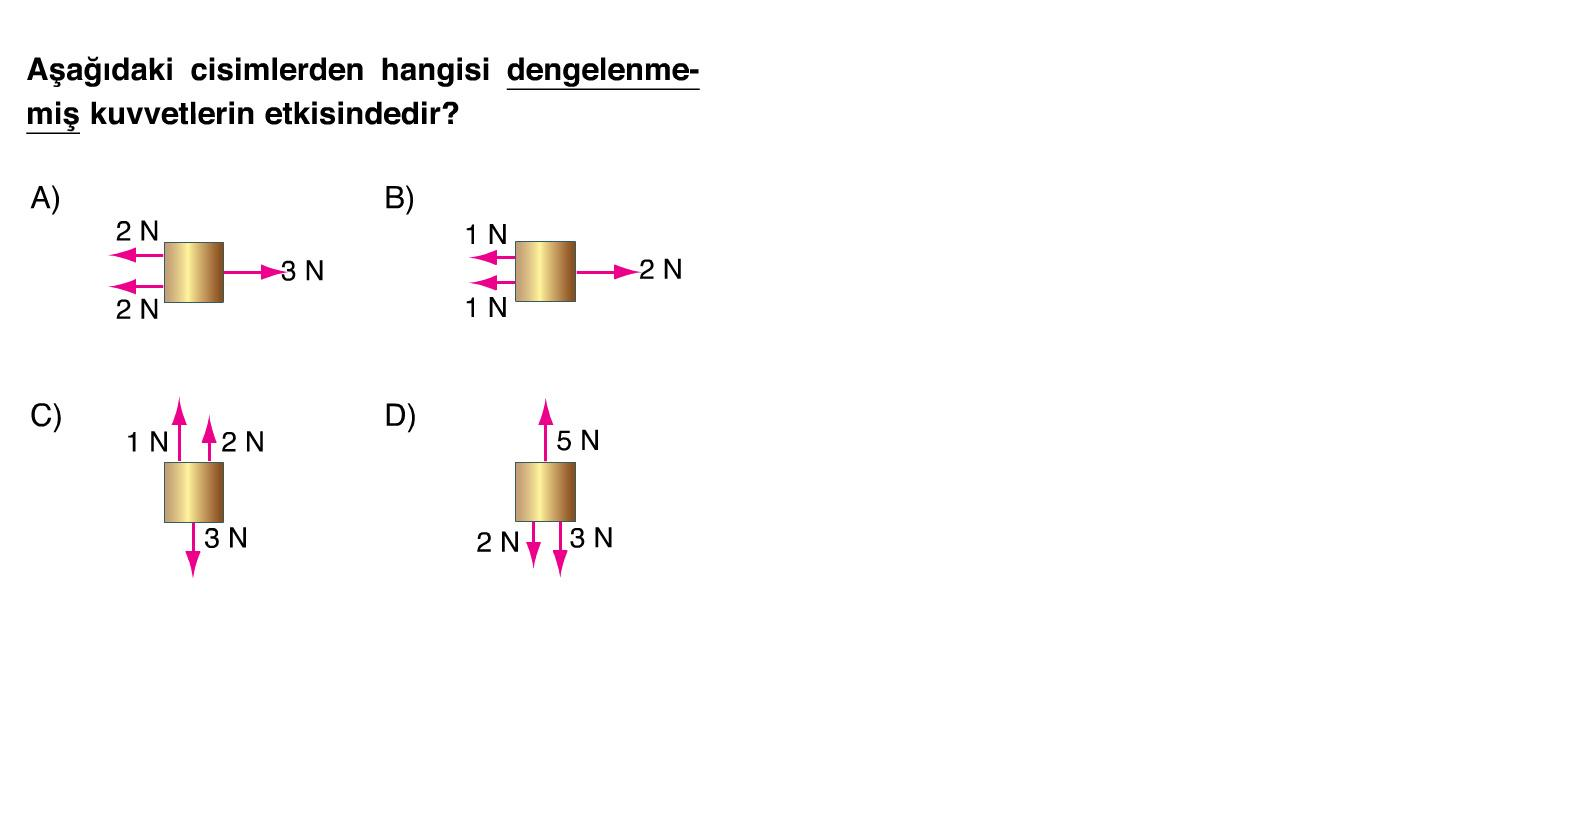 Aşağıdaki cisimlerden hangisi dengelenme-
miş kuvvetlerin etkisindedir?
A)
2 N
3 N
2 N
B)
1 N
2 N
1 N
C)
1 N
2 N
3 N
D)
5 N
2 N
3 N